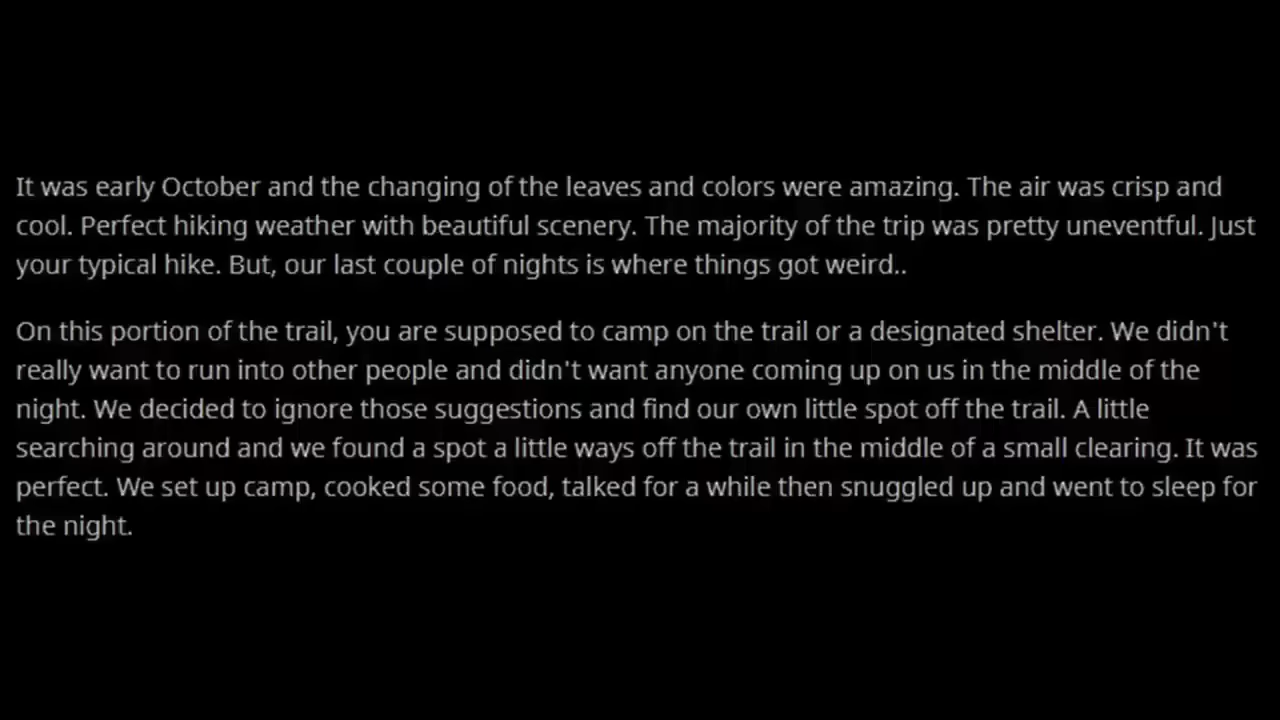 It was early October and the changing of the leaves and colors were amazing. The air was crisp and
cool. Perfect hiking weather with beautiful scenery. The majority of the trip was pretty uneventful. Just
your typical hike. But, our last couple of nights is where things got weird..
On this portion of the trail, you are supposed to camp on the trail or a designated shelter. We didn't
really want to run into other people and didn't want anyone coming up on us in the middle of the
night. We decided to ignore those suggestions and find our own little spot off the trail. A little
searching around and we found a spot a little ways off the trail in the middle of a small clearing. It was
perfect. We set up camp, cooked some food, talked for a while then snuggled up and went to sleep for
the night.